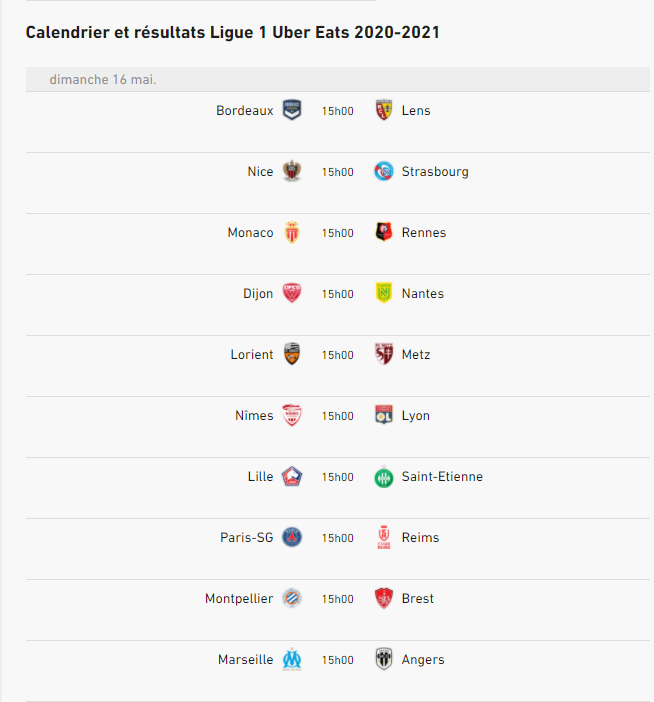 Calendrier et résultats Ligue 1 Uber Eats 2020-2021
dimanche 16 mai.
Bordeaux 15h00 Lens
Nice 15h00 Strasbourg
Monaco 15h00 Rennes
Dijon 15h00 Nantes
Lorient 15h00 Metz
Nîmes 15h00 Lyon
Lille 15h00 Saint-Etienne
Paris-SG 15h00 Reims
Montpellier 15h00 Brest
Marseille 15h00 Angers